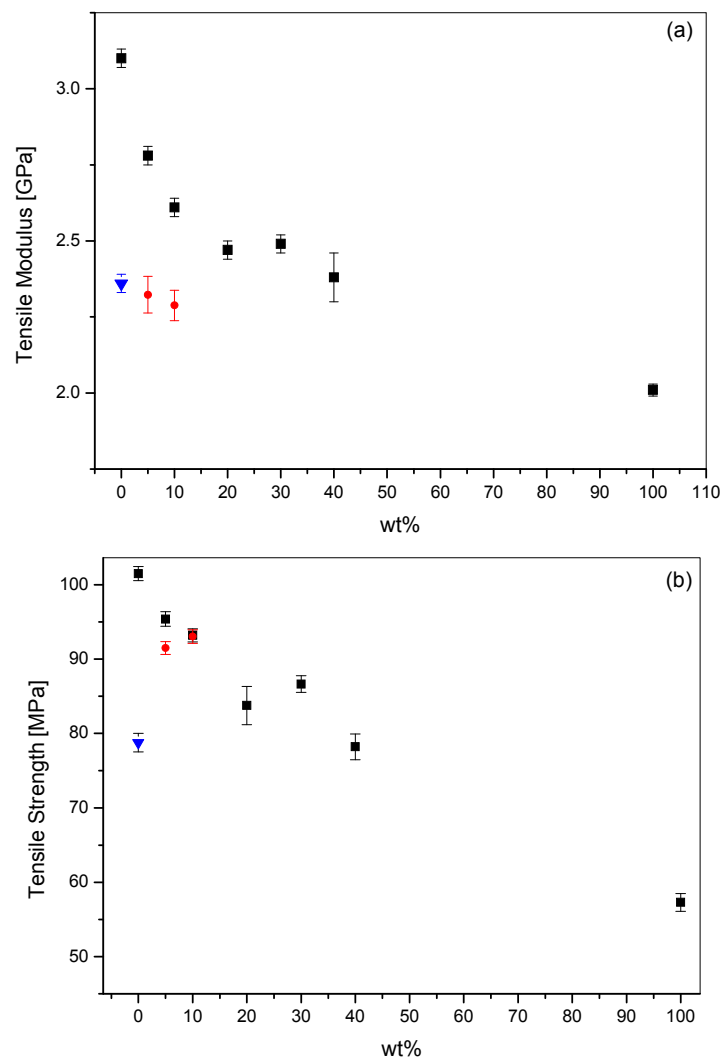 (a)
3.0
2.5
2.0
Tensile Modulus [GPa]
0 10 20 30 40 50 60 70 80 90 100 110
wt%
(b)
100
90
80
70
60
50
Tensile Strength [MPa]
0 10 20 30 40 50 60 70 80 90 100
wt%